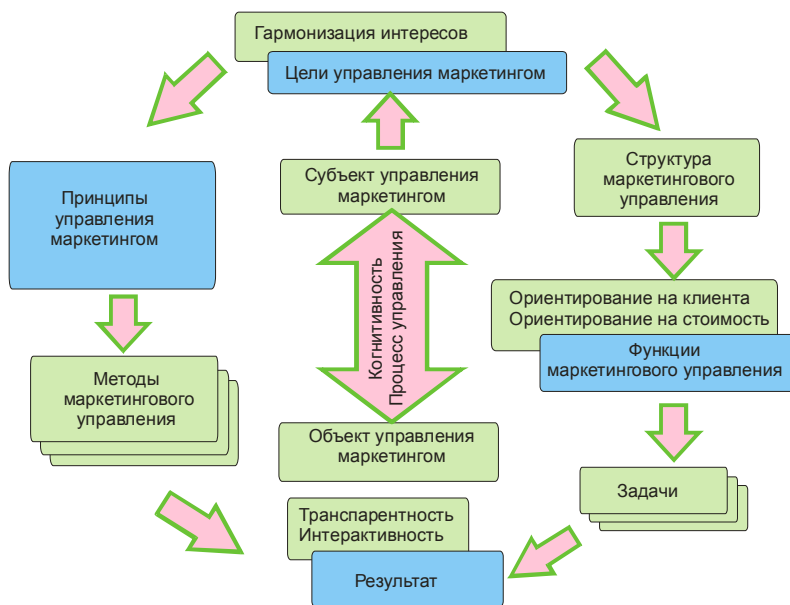 Гармонизация интересов
Цели управления маркетингом
Принципы
управления
маркетингом
Субъект управления
маркетингом
Структура
маркетингового
управления
Когнитивность
Процесс управления
Ориентирование на клиента
Ориентирование на стоимость
Функции
маркетингового управления
Методы
маркетингового
управления
Объект управления
маркетингом
Задачи
Транспарентность
Интерактивность
Результат